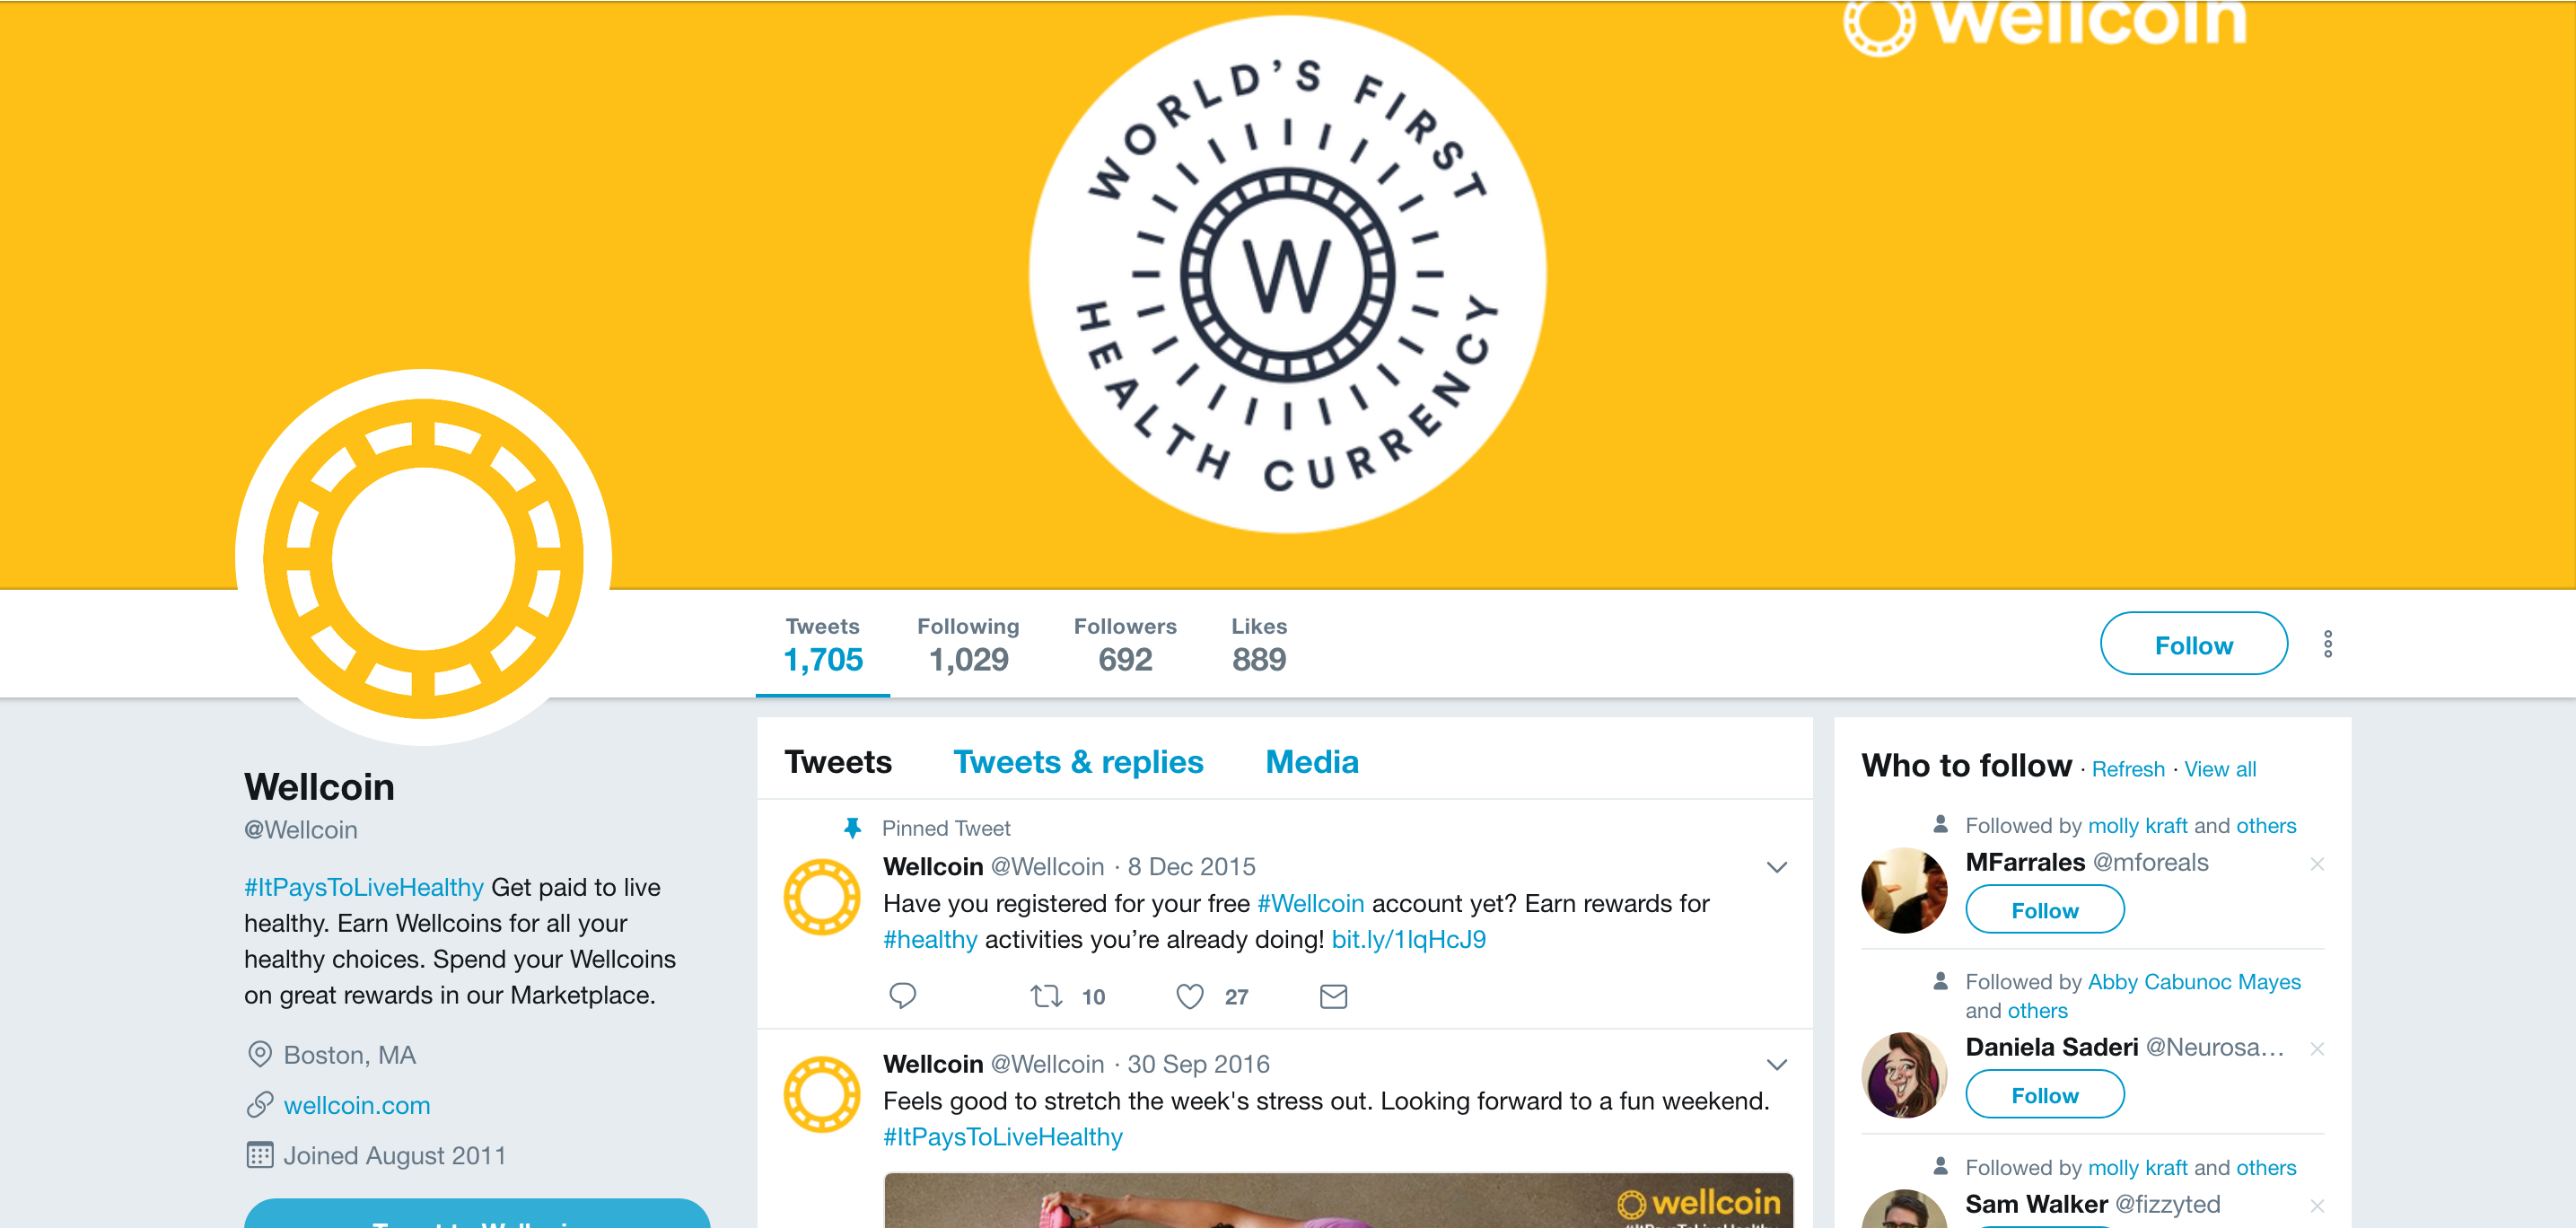 wellcoin
WORLD'S FIRST
W
HEALTH CURRENCY
Tweets
1,705
Following
1,029
Followers
692
Likes
889
Follow
Wellcoin
@Wellcoin
#ItPaysToLiveHealthy Get paid to live
healthy. Earn Wellcoins for all your
healthy choices. Spend your Wellcoins
on great rewards in our Marketplace.
Boston, MA
wellcoin.com
Joined August 2011
Tweet to Wellcoin
Tweets Tweets & replies Media
Pinned Tweet
Wellcoin @Wellcoin · 8 Dec 2015
Have you registered for your free #Wellcoin account yet? Earn rewards for
#healthy activities you’re already doing! bit.ly/1lqHcJ9
10 27
Wellcoin @Wellcoin · 30 Sep 2016
Feels good to stretch the week's stress out. Looking forward to a fun weekend.
#ItPaysToLiveHealthy
wellcoin
Who to follow · Refresh · View all
Followed by molly kraft and others
MFarrales @mforeals
Follow
Followed by Abby Cabunoc Mayes
and others
Daniela Saderi @Neurosa...
Follow
Followed by molly kraft and others
Sam Walker @fizzyted